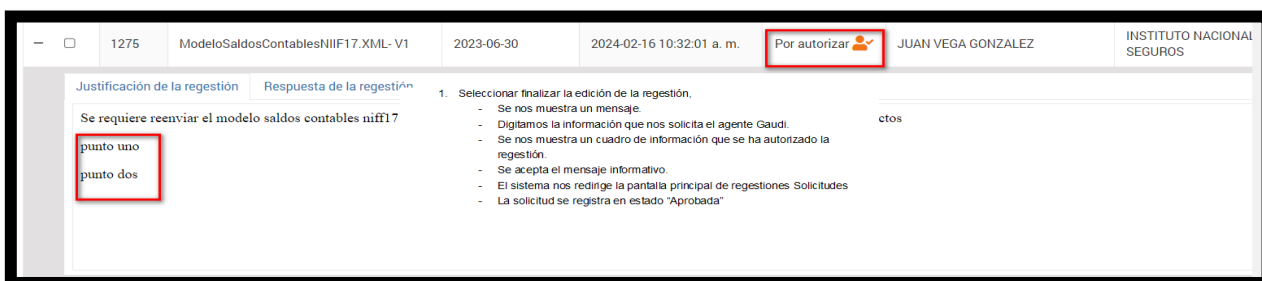 1275 ModeloSaldosContablesNIIF17.XML- V1 2023-06-30 2024-02-16 10:32:01 a. m. Por autorizar JUAN VEGA GONZALEZ INSTITUTO NACIONAL
SEGUROS
Justificación de la regestión Respuesta de la regestión
Se requiere reenviar el modelo saldos contables niff17
ctos
punto uno
punto dos
1. Seleccionar finalizar la edición de la regestión,
- Se nos muestra un mensaje.
- Digitamos la información que nos solicita el agente Gaudi.
- Se nos muestra un cuadro de información que se ha autorizado la
regestión.
- Se acepta el mensaje informativo.
- El sistema nos redirige la pantalla principal de regestiones Solicitudes
- La solicitud se registra en estado “Aprobada”